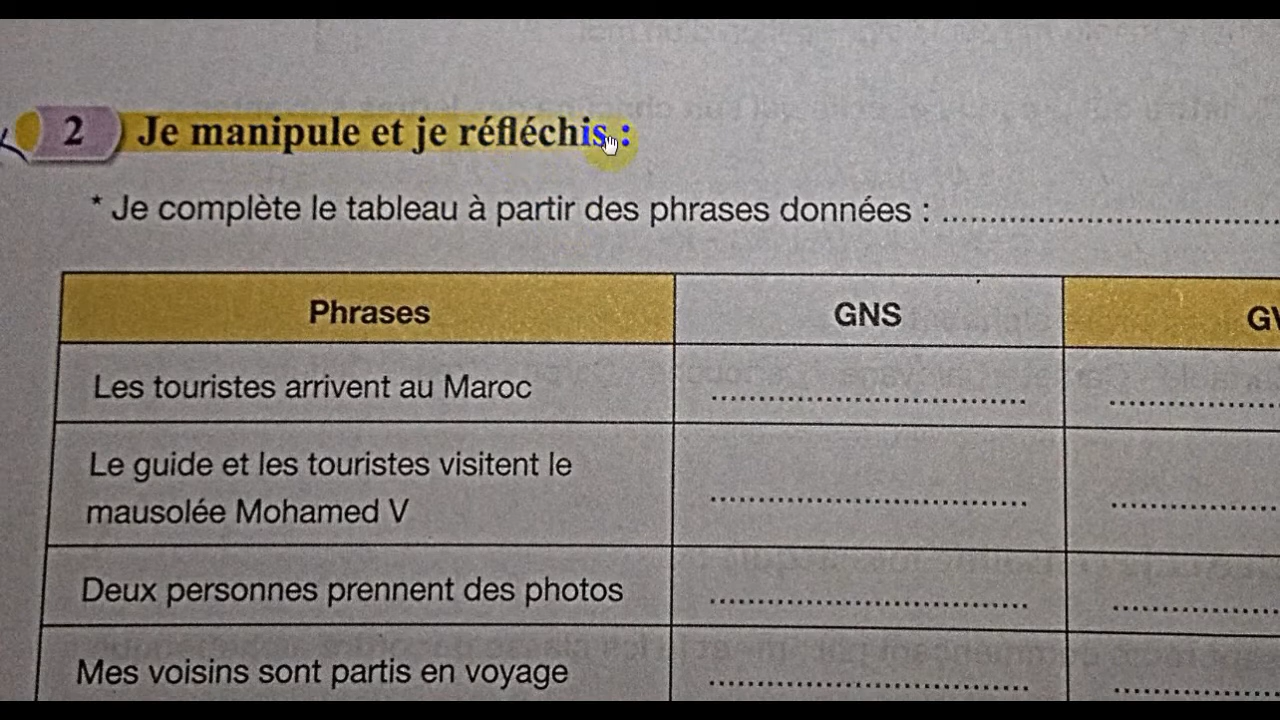 2 Je manipule et je réfléchis :
* Je complète le tableau à partir des phrases données : ........................................
Phrases GNS
Les touristes arrivent au Maroc ................................ ................
Le guide et les touristes visitent le
mausolée Mohamed V ................................ ................
Deux personnes prennent des photos ................................ ................
Mes voisins sont partis en voyage ................................ ................